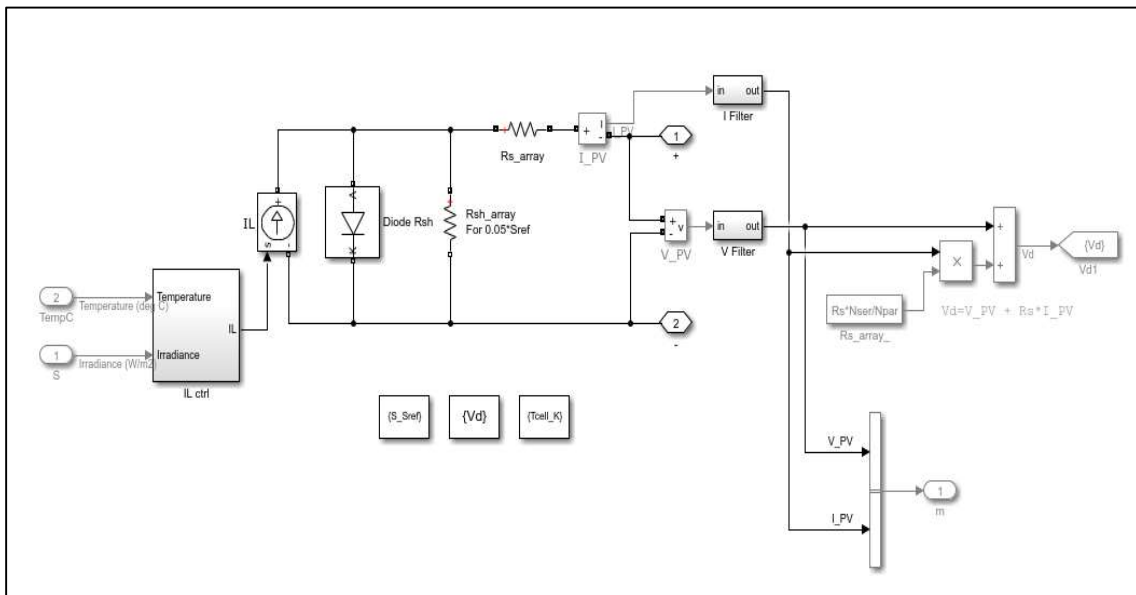 in
out
I Filter
+
I
-
I_PV
I_PV
1
+
Rs_array
IL
+
s
-
A
K
Diode Rsh
Rsh_array
For 0.05*Sref
+
-
v
V_PV
in
out
V Filter
+
+
Vd
{Vd}
Vd1
×
Rs*Nser/Npar
Rs_array_
Vd=V_PV + Rs*I_PV
2
TempC
Temperature (deg C)
1
S
Irradiance (W/m2)
Temperature
Irradiance
IL
IL ctrl
2
-
{S_Sref}
{Vd}
{Tcell_K}
V_PV
I_PV
1
m